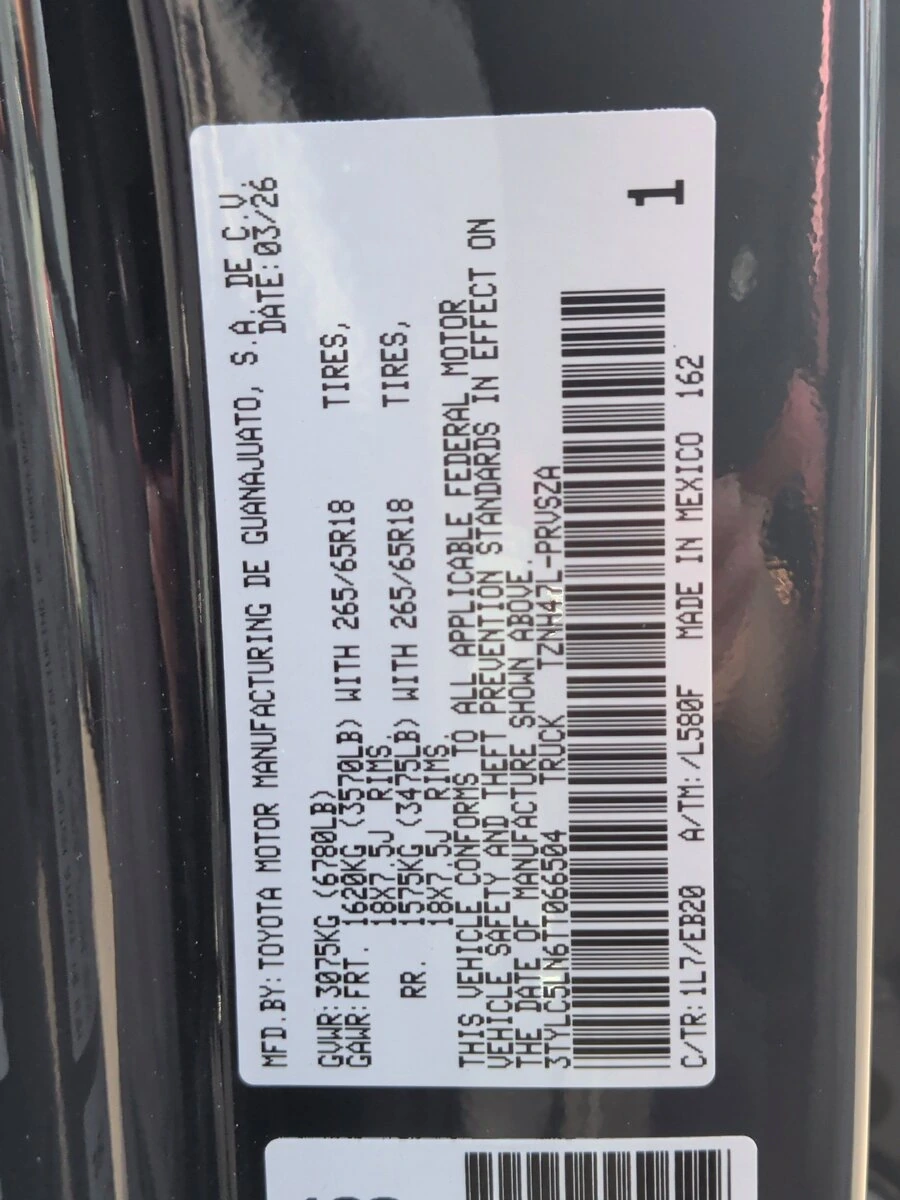 MFD.BY:TOYOTA MOTOR MANUFACTURING DE GUANAJUATO, S.A. DE C.V.
DATE:03/26
GVWR:3075KG (6780LB)
GAWR:FRT. 1620KG (3570LB) WITH 265/65R18 TIRES,
18X7.5J RIMS,
RR. 1575KG (3475LB) WITH 265/65R18 TIRES,
18X7.5J RIMS.
THIS VEHICLE CONFORMS TO ALL APPLICABLE FEDERAL MOTOR
VEHICLE SAFETY AND THEFT PREVENTION STANDARDS IN EFFECT ON
THE DATE OF MANUFACTURE SHOWN ABOVE.
3TYLC5LN6TT066504 TRUCK TZNH47L-PRVSZA
1
C/TR:1L7/EB20 A/TM:/L580F MADE IN MEXICO 162